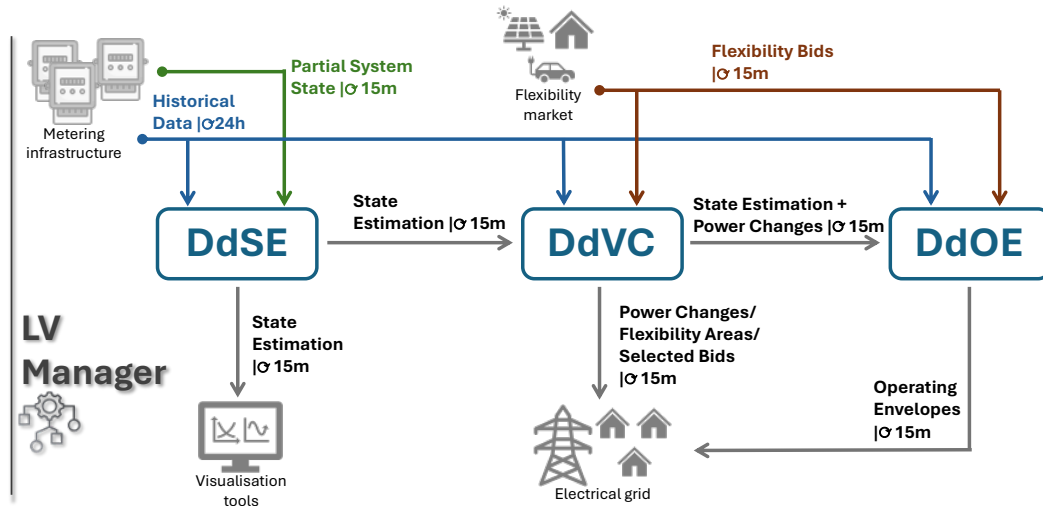 Metering
infrastructure
Partial System
State |⟳ 15m
Historical
Data |⟳24h
Flexibility
market
Flexibility Bids
|⟳ 15m
DdSE
State
Estimation |⟳ 15m
DdVC
State Estimation +
Power Changes |⟳ 15m
DdOE
LV
Manager
State
Estimation
|⟳ 15m
Visualisation
tools
Power Changes/
Flexibility Areas/
Selected Bids
|⟳ 15m
Electrical grid
Operating
Envelopes
|⟳ 15m